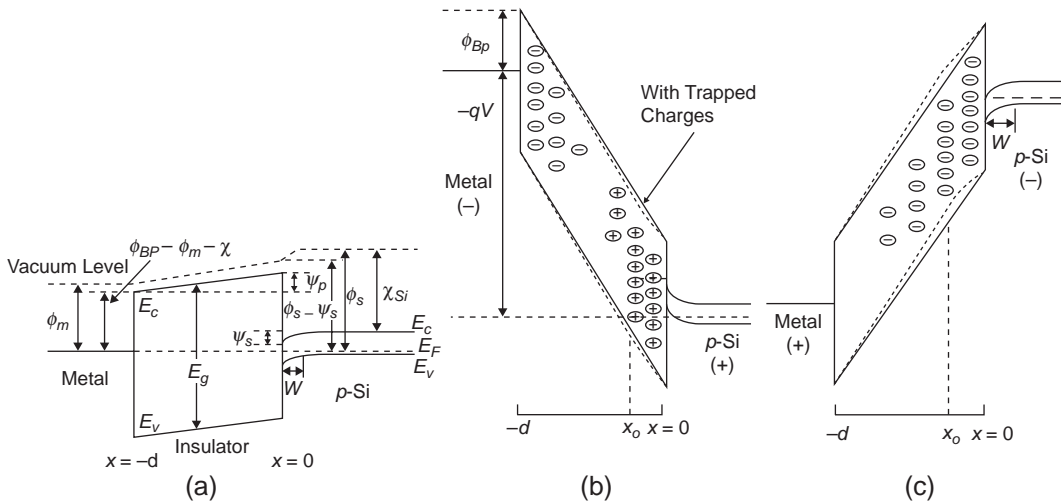 ϕBP − ϕm − χ
Vacuum Level
ϕm
Ec
ψp
ϕs − ψs
ϕs
χSi
ψs
Ec
EF
Ev
Metal
Eg
W
p-Si
Ev
Insulator
x = −d
x = 0
(a)
ϕBp
−qV
With Trapped
Charges
Metal
(−)
p-Si
(+)
−d
xo
x = 0
(b)
W
p-Si
(−)
Metal
(+)
−d
xo
x = 0
(c)